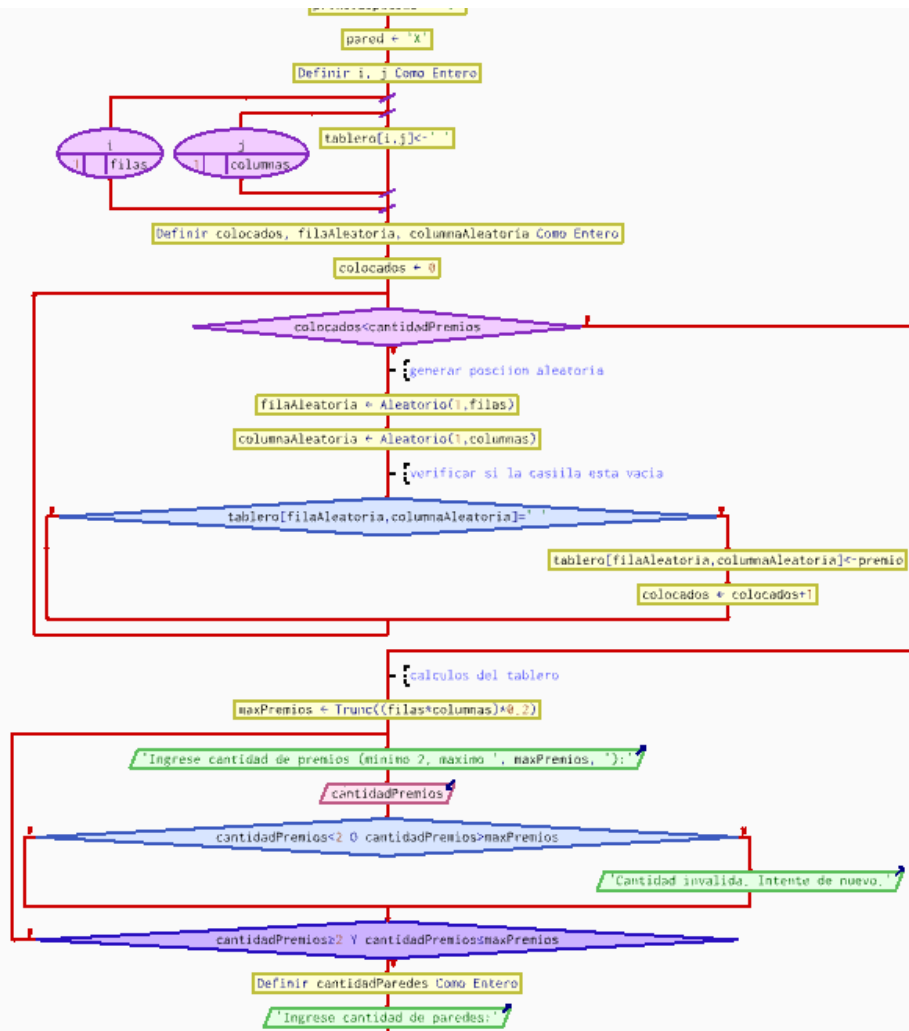 pared ← 'X'
Definir i, j Como Entero
i
1 filas
j
1 columnas
tablero[i,j]<-' '
Definir colocados, filaAleatoria, columnaAleatoria Como Entero
colocados ← 0
colocados<cantidadPremios
F
V
generar posciion aleatoria
filaAleatoria ← Aleatorio(1,filas)
columnaAleatoria ← Aleatorio(1,columnas)
verificar si la casiila esta vacia
F
tablero[filaAleatoria,columnaAleatoria]=' '
V
tablero[filaAleatoria,columnaAleatoria]<-premio
colocados ← colocados+1
calculos del tablero
maxPremios ← Trunc((filas*columnas)*0.2)
'Ingrese cantidad de premios (minimo 2, maximo ', maxPremios, '):'
cantidadPremios
F
cantidadPremios<2 O cantidadPremios>maxPremios
V
'Cantidad invalida. Intente de nuevo.'
F
cantidadPremios≥2 Y cantidadPremios≤maxPremios
V
Definir cantidadParedes Como Entero
'Ingrese cantidad de paredes:'